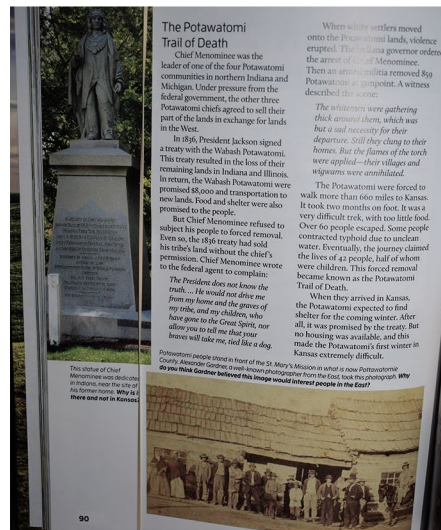 The Potawatomi
Trail of Death
Chief Menominee was the
leader of one of the four Potawatomi
communities in northern Indiana and
Michigan. Under pressure from the
federal government, the other three
Potawatomi chiefs agreed to sell their
part of the lands in exchange for lands
in the West.
In 1836, President Jackson signed
a treaty with the Wabash Potawatomi.
This treaty resulted in the loss of their
remaining lands in Indiana and Illinois.
In return, the Wabash Potawatomi were
promised $8,000 and transportation to
new lands. Food and shelter were also
promised to the people.
But Chief Menominee refused to
subject his people to forced removal.
Even so, the 1836 treaty had sold
his tribe's land without the chief's
permission. Chief Menominee wrote
to the federal agent to complain:
The President does not know the
truth. ... He would not drive me
from my home and the graves of
my tribe, and my children, who
have gone to the Great Spirit, nor
allow you to tell me that your
braves will take me, tied like a dog.
When white settlers moved
onto the Potawatomi lands, violence
erupted. The Indiana governor ordered
the arrest of Chief Menominee.
Then an armed militia removed 859
Potawatomi at gunpoint. A witness
described the scene:
The whitemen were gathering
thick around them, which was
but a sad necessity for their
departure. Still they clung to their
homes. But the flames of the torch
were applied—their villages and
wigwams were annihilated.
The Potawatomi were forced to
walk more than 660 miles to Kansas.
It took two months on foot. It was a
very difficult trek, with too little food.
Over 60 people escaped. Some people
contracted typhoid due to unclean
water. Eventually, the journey claimed
the lives of 42 people, half of whom
were children. This forced removal
became known as the Potawatomi
Trail of Death.
When they arrived in Kansas,
the Potawatomi expected to find
shelter for the coming winter. After
all, it was promised by the treaty. But
no housing was available, and this
made the Potawatomi's first winter in
Kansas extremely difficult.
This statue of Chief
Menominee was dedicated
in Indiana, near the site of
his former home. Why is it
there and not in Kansas?
Potawatomi people stand in front of the St. Mary's Mission in what is now Pottawatomie
County. Alexander Gardner, a well-known photographer from the East, took this photograph. Why
do you think Gardner believed this image would interest people in the East?
90